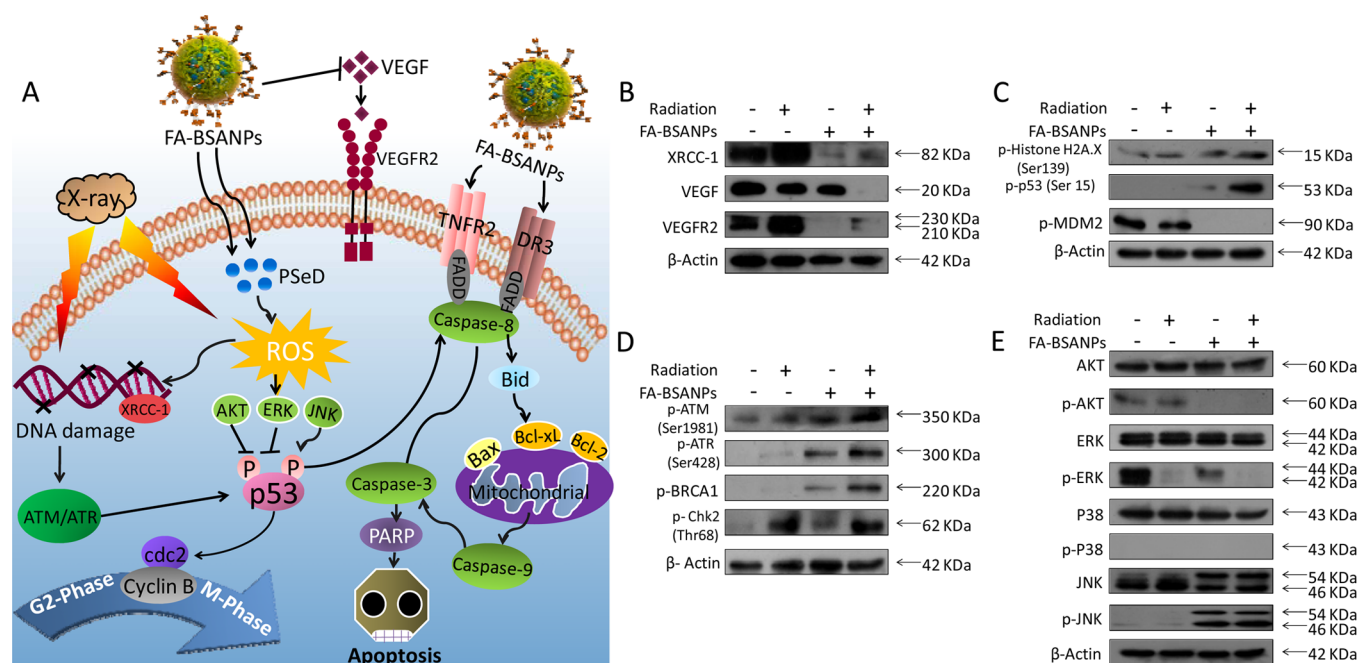 A
FA-BSANPs
VEGF
VEGFR2
FA-BSANPs
X-ray
TNFR2
DR3
PSeD
FADD
FADD
Caspase-8
ROS
XRCC-1
DNA damage
AKT
ERK
JNK
Bid
P
P
p53
Bcl-xL
Bcl-2
Bax
Mitochondrial
Caspase-3
ATM/ATR
PARP
Caspase-9
cdc2
Cyclin B
G2-Phase
M-Phase
Apoptosis
B
Radiation - + - +
FA-BSANPs - - + +
XRCC-1 ←82 KDa
VEGF ←20 KDa
VEGFR2 ←230 KDa
←210 KDa
β-Actin ←42 KDa
C
Radiation - + - +
FA-BSANPs - - + +
p-Histone H2A.X ←15 KDa
(Ser139)
p-p53 (Ser 15) ←53 KDa
p-MDM2 ←90 KDa
β-Actin ←42 KDa
D
Radiation - + - +
FA-BSANPs - - + +
p-ATM ←350 KDa
(Ser1981)
p-ATR ←300 KDa
(Ser428)
p-BRCA1 ←220 KDa
p- Chk2 ←62 KDa
(Thr68)
β- Actin ←42 KDa
E
Radiation - + - +
FA-BSANPs - - + +
AKT ←60 KDa
p-AKT ←60 KDa
ERK ←44 KDa
←42 KDa
p-ERK ←44 KDa
←42 KDa
P38 ←43 KDa
p-P38 ←43 KDa
JNK ←54 KDa
←46 KDa
p-JNK ←54 KDa
←46 KDa
β-Actin ←42 KDa